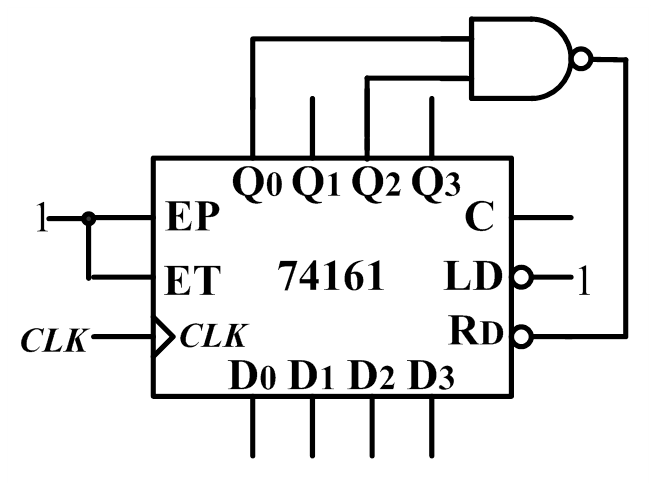 Q0 Q1 Q2 Q3
1 EP C
ET 74161 LD 1
CLK CLK RD
D0 D1 D2 D3